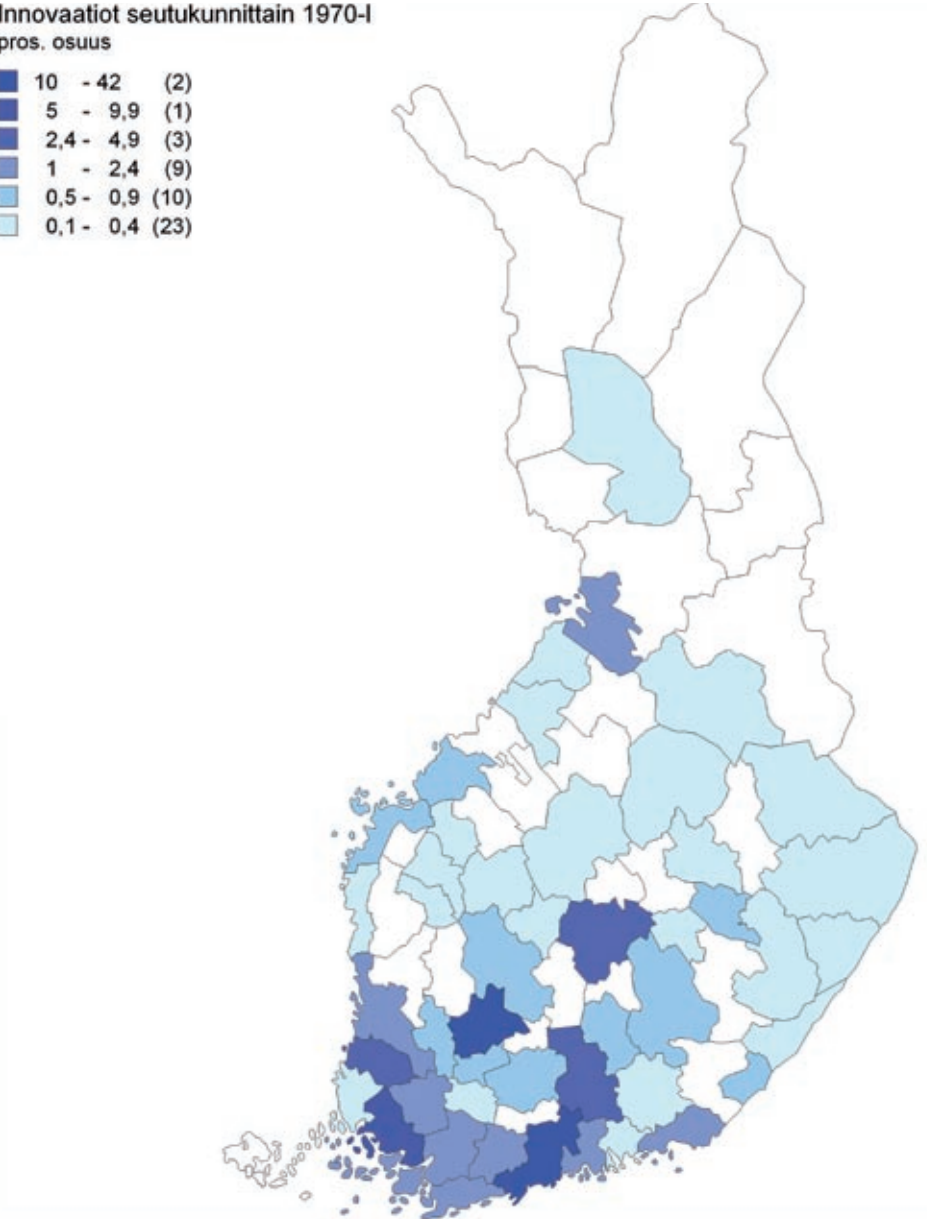 Innovaatiot seutukunnittain 1970-l
pros. osuus
10 - 42 (2)
5 - 9,9 (1)
2,4 - 4,9 (3)
1 - 2,4 (9)
0,5 - 0,9 (10)
0,1 - 0,4 (23)